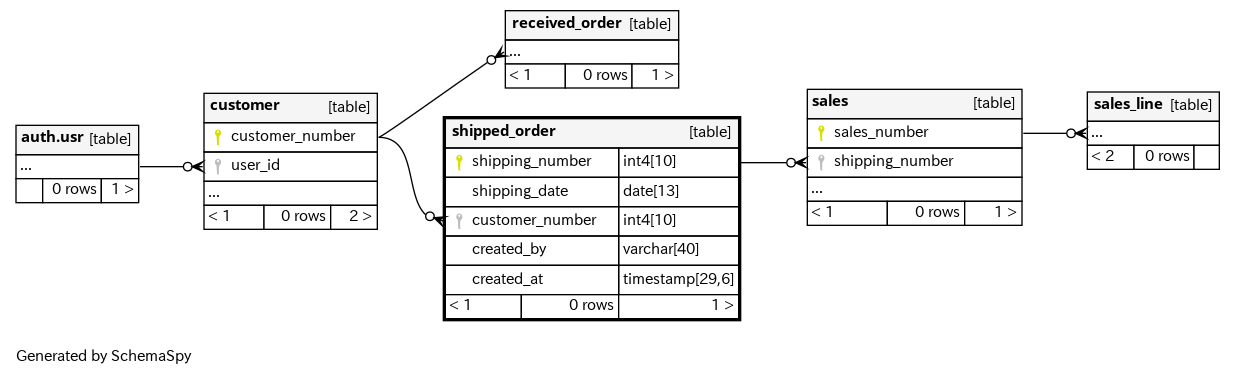 received_order [table]
...
< 1 0 rows 1 >
customer [table]
customer_number
user_id
...
< 1 0 rows 2 >
auth.usr [table]
...
0 rows 1 >
shipped_order [table]
shipping_number int4[10]
shipping_date date[13]
customer_number int4[10]
created_by varchar[40]
created_at timestamp[29,6]
< 1 0 rows 1 >
sales [table]
sales_number
shipping_number
...
< 1 0 rows 1 >
sales_line [table]
...
< 2 0 rows
Generated by SchemaSpy